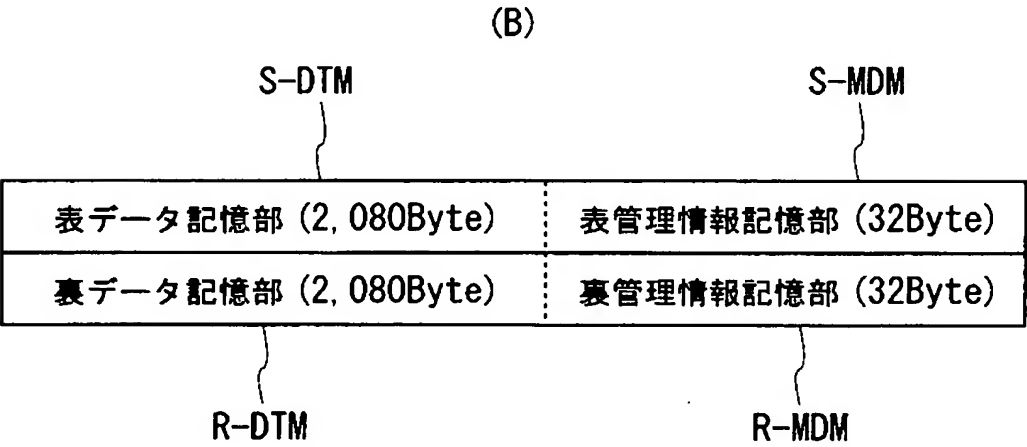 (B)
S-DTM S-MDM
表データ記憶部 (2,080Byte) 表管理情報記憶部 (32Byte)
裏データ記憶部 (2,080Byte) 裏管理情報記憶部 (32Byte)
R-DTM R-MDM